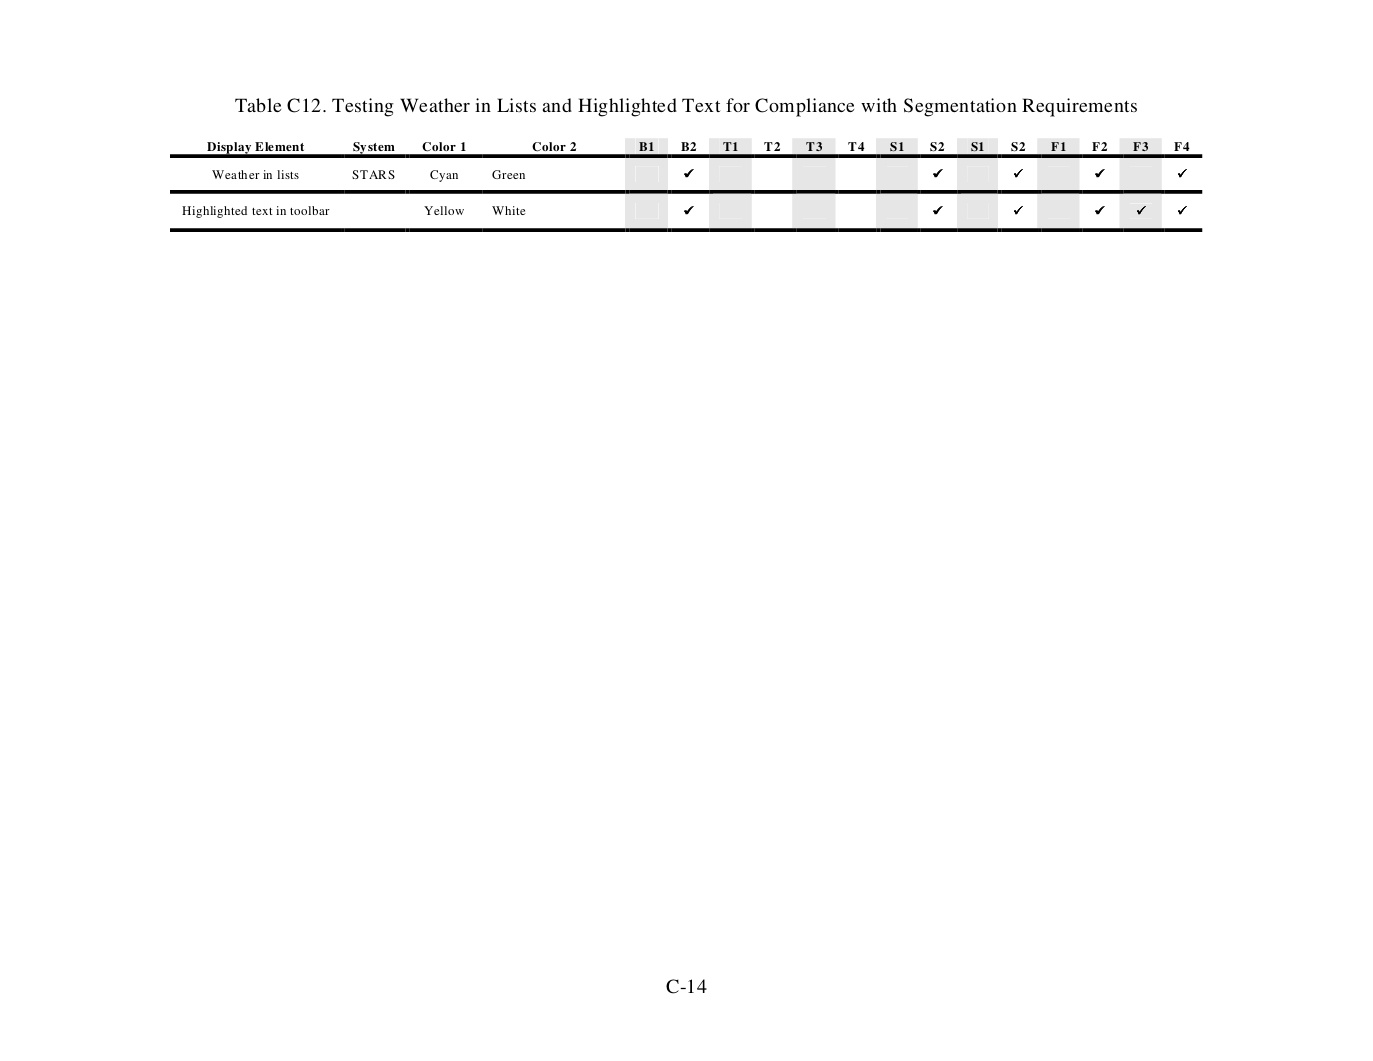 Table C12. Testing Weather in Lists and Highlighted Text for Compliance with Segmentation Requirements
Display Element System Color 1 Color 2 B1 B2 T1 T2 T3 T4 S1 S2 S1 S2 F1 F2 F3 F4
Weather in lists STARS Cyan Green ✓ ✓ ✓ ✓ ✓
Highlighted text in toolbar Yellow White ✓ ✓ ✓ ✓ ✓ ✓
C-14